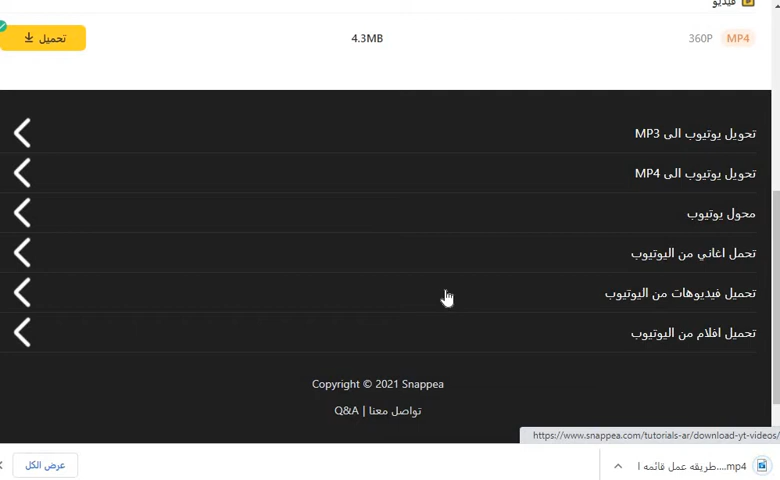 فيديو
MP4 360P 4.3MB تحميل
تحويل يوتيوب الى MP3
تحويل يوتيوب الى MP4
محول يوتيوب
تحمل اغاني من اليوتيوب
تحميل فيديوهات من اليوتيوب
تحميل افلام من اليوتيوب
Copyright © 2021 Snappea
تواصل معنا | Q&A
https://www.snappea.com/tutorials-ar/download-yt-videos/
طريقه عمل قائمه ا....mp4
عرض الكل